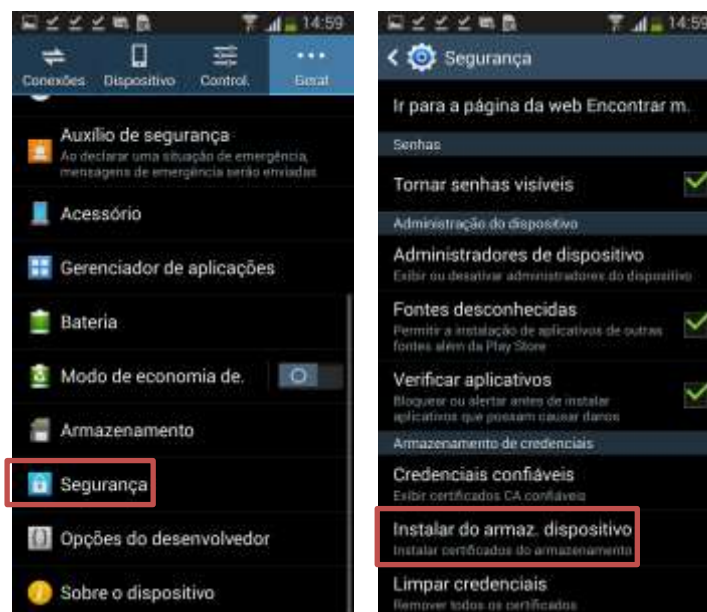 14:59
Conexões Dispositivo Control. Geral
Auxílio de segurança
Ao declarar uma situação de emergência,
mensagens de emergência serão enviadas
Acessório
Gerenciador de aplicações
Bateria
Modo de economia de.
Armazenamento
Segurança
Opções do desenvolvedor
Sobre o dispositivo
14:59
Segurança
Ir para a página da web Encontrar m.
Senhas
Tornar senhas visíveis
Administração do dispositivo
Administradores de dispositivo
Exibir ou desativar administradores do dispositivo
Fontes desconhecidas
Permitir a instalação de aplicativos de outras
fontes além da Play Store
Verificar aplicativos
Bloquear ou alertar antes de instalar
aplicativos que possam causar danos
Armazenamento de credenciais
Credenciais confiáveis
Exibir certificados CA confiáveis
Instalar do armaz. dispositivo
Instalar certificados do armazenamento
Limpar credenciais
Remover todos os certificados